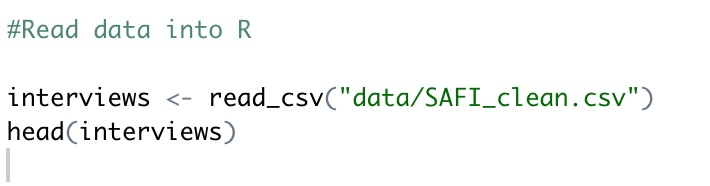 #Read data into R
interviews <- read_csv("data/SAFI_clean.csv")
head(interviews)